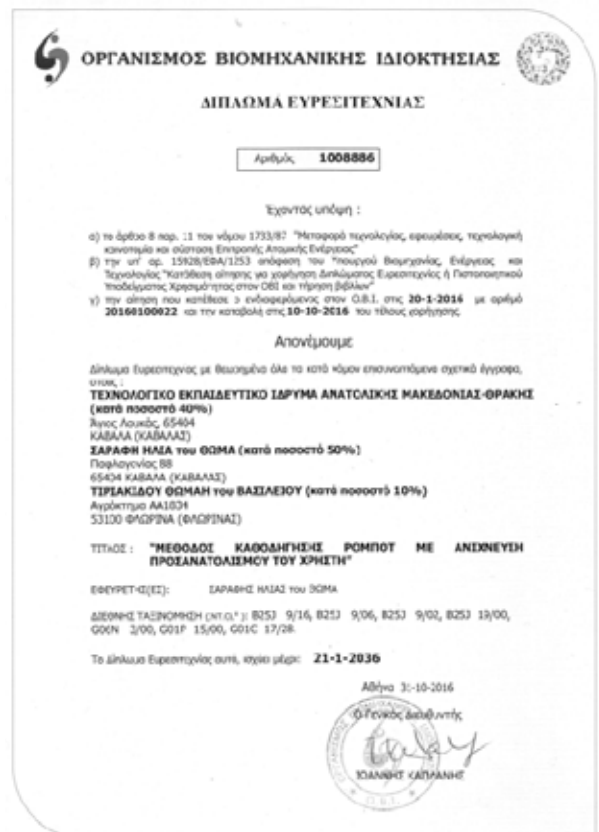 ΟΡΓΑΝΙΣΜΟΣ ΒΙΟΜΗΧΑΝΙΚΗΣ ΙΔΙΟΚΤΗΣΙΑΣ
ΔΙΠΛΩΜΑ ΕΥΡΕΣΙΤΕΧΝΙΑΣ
Αριθμός 1008886
Έχοντας υπόψη :
α) το άρθρο 8 παρ. 11 του νόμου 1733/87 "Μεταφορά τεχνολογίας, εφευρέσεις, τεχνολογική
καινοτομία και σύσταση Επιτροπής Ατομικής Ενέργειας"
β) την υπ' αρ. 15928/ΕΦΑ/1253 απόφαση του Υπουργού Βιομηχανίας, Ενέργειας και
Τεχνολογίας "Κατάθεση αίτησης για χορήγηση Διπλώματος Ευρεσιτεχνίες ή Πιστοποιητικού
Υποδείγματος Χρησιμότητας στον ΟΒΙ και τήρηση βιβλίων"
γ) την αίτηση που κατέθεσε ο ενδιαφερόμενος στον Ο.Β.Ι. στις 20-1-2016 με αριθμό
20160100022 και την καταβολή στις 10-10-2016 του τέλους χορήγησης.
Απονέμουμε
Δίπλωμα Ευρεσιτεχνίας με θεωρημένα όλα τα κατά νόμον επισυναπτόμενα σχετικά έγγραφα,
στους :
ΤΕΧΝΟΛΟΓΙΚΟ ΕΚΠΑΙΔΕΥΤΙΚΟ ΙΔΡΥΜΑ ΑΝΑΤΟΛΙΚΗΣ ΜΑΚΕΔΟΝΙΑΣ-ΘΡΑΚΗΣ
(κατά ποσοστό 40%)
Άγιος Λουκάς, 65404
ΚΑΒΑΛΑ (ΚΑΒΑΛΑΣ)
ΣΑΡΑΦΗ ΗΛΙΑ του ΘΩΜΑ (κατά ποσοστό 50%)
Παφλαγονίας 88
65404 ΚΑΒΑΛΑ (ΚΑΒΑΛΑΣ)
ΤΙΡΙΑΚΙΔΟΥ ΘΩΜΑΗ του ΒΑΣΙΛΕΙΟΥ (κατά ποσοστό 10%)
Αγρόκτημα ΑΑ1834
53100 ΦΛΩΡΙΝΑ (ΦΛΩΡΙΝΑΣ)
ΤΙΤΛΟΣ : "ΜΕΘΟΔΟΣ ΚΑΘΟΔΗΓΗΣΗΣ ΡΟΜΠΟΤ ΜΕ ΑΝΙΧΝΕΥΣΗ
ΠΡΟΣΑΝΑΤΟΛΙΣΜΟΥ ΤΟΥ ΧΡΗΣΤΗ"
ΕΦΕΥΡΕΤΗΣ(ΕΣ): ΣΑΡΑΦΗΣ ΗΛΙΑΣ του ΘΩΜΑ
ΔΙΕΘΝΗΣ ΤΑΞΙΝΟΜΗΣΗ (INT.CL.): B25J 9/16, B25J 9/06, B25J 9/02, B25J 19/00,
G06N 3/00, G01P 15/00, G01C 17/28.
Το Δίπλωμα Ευρεσιτεχνίας αυτό, ισχύει μέχρι: 21-1-2036
Αθήνα 31-10-2016
Ο Γενικός Διευθυντής
ΙΩΑΝΝΗΣ ΚΑΠΛΑΝΗΣ
Ο.Β.Ι.